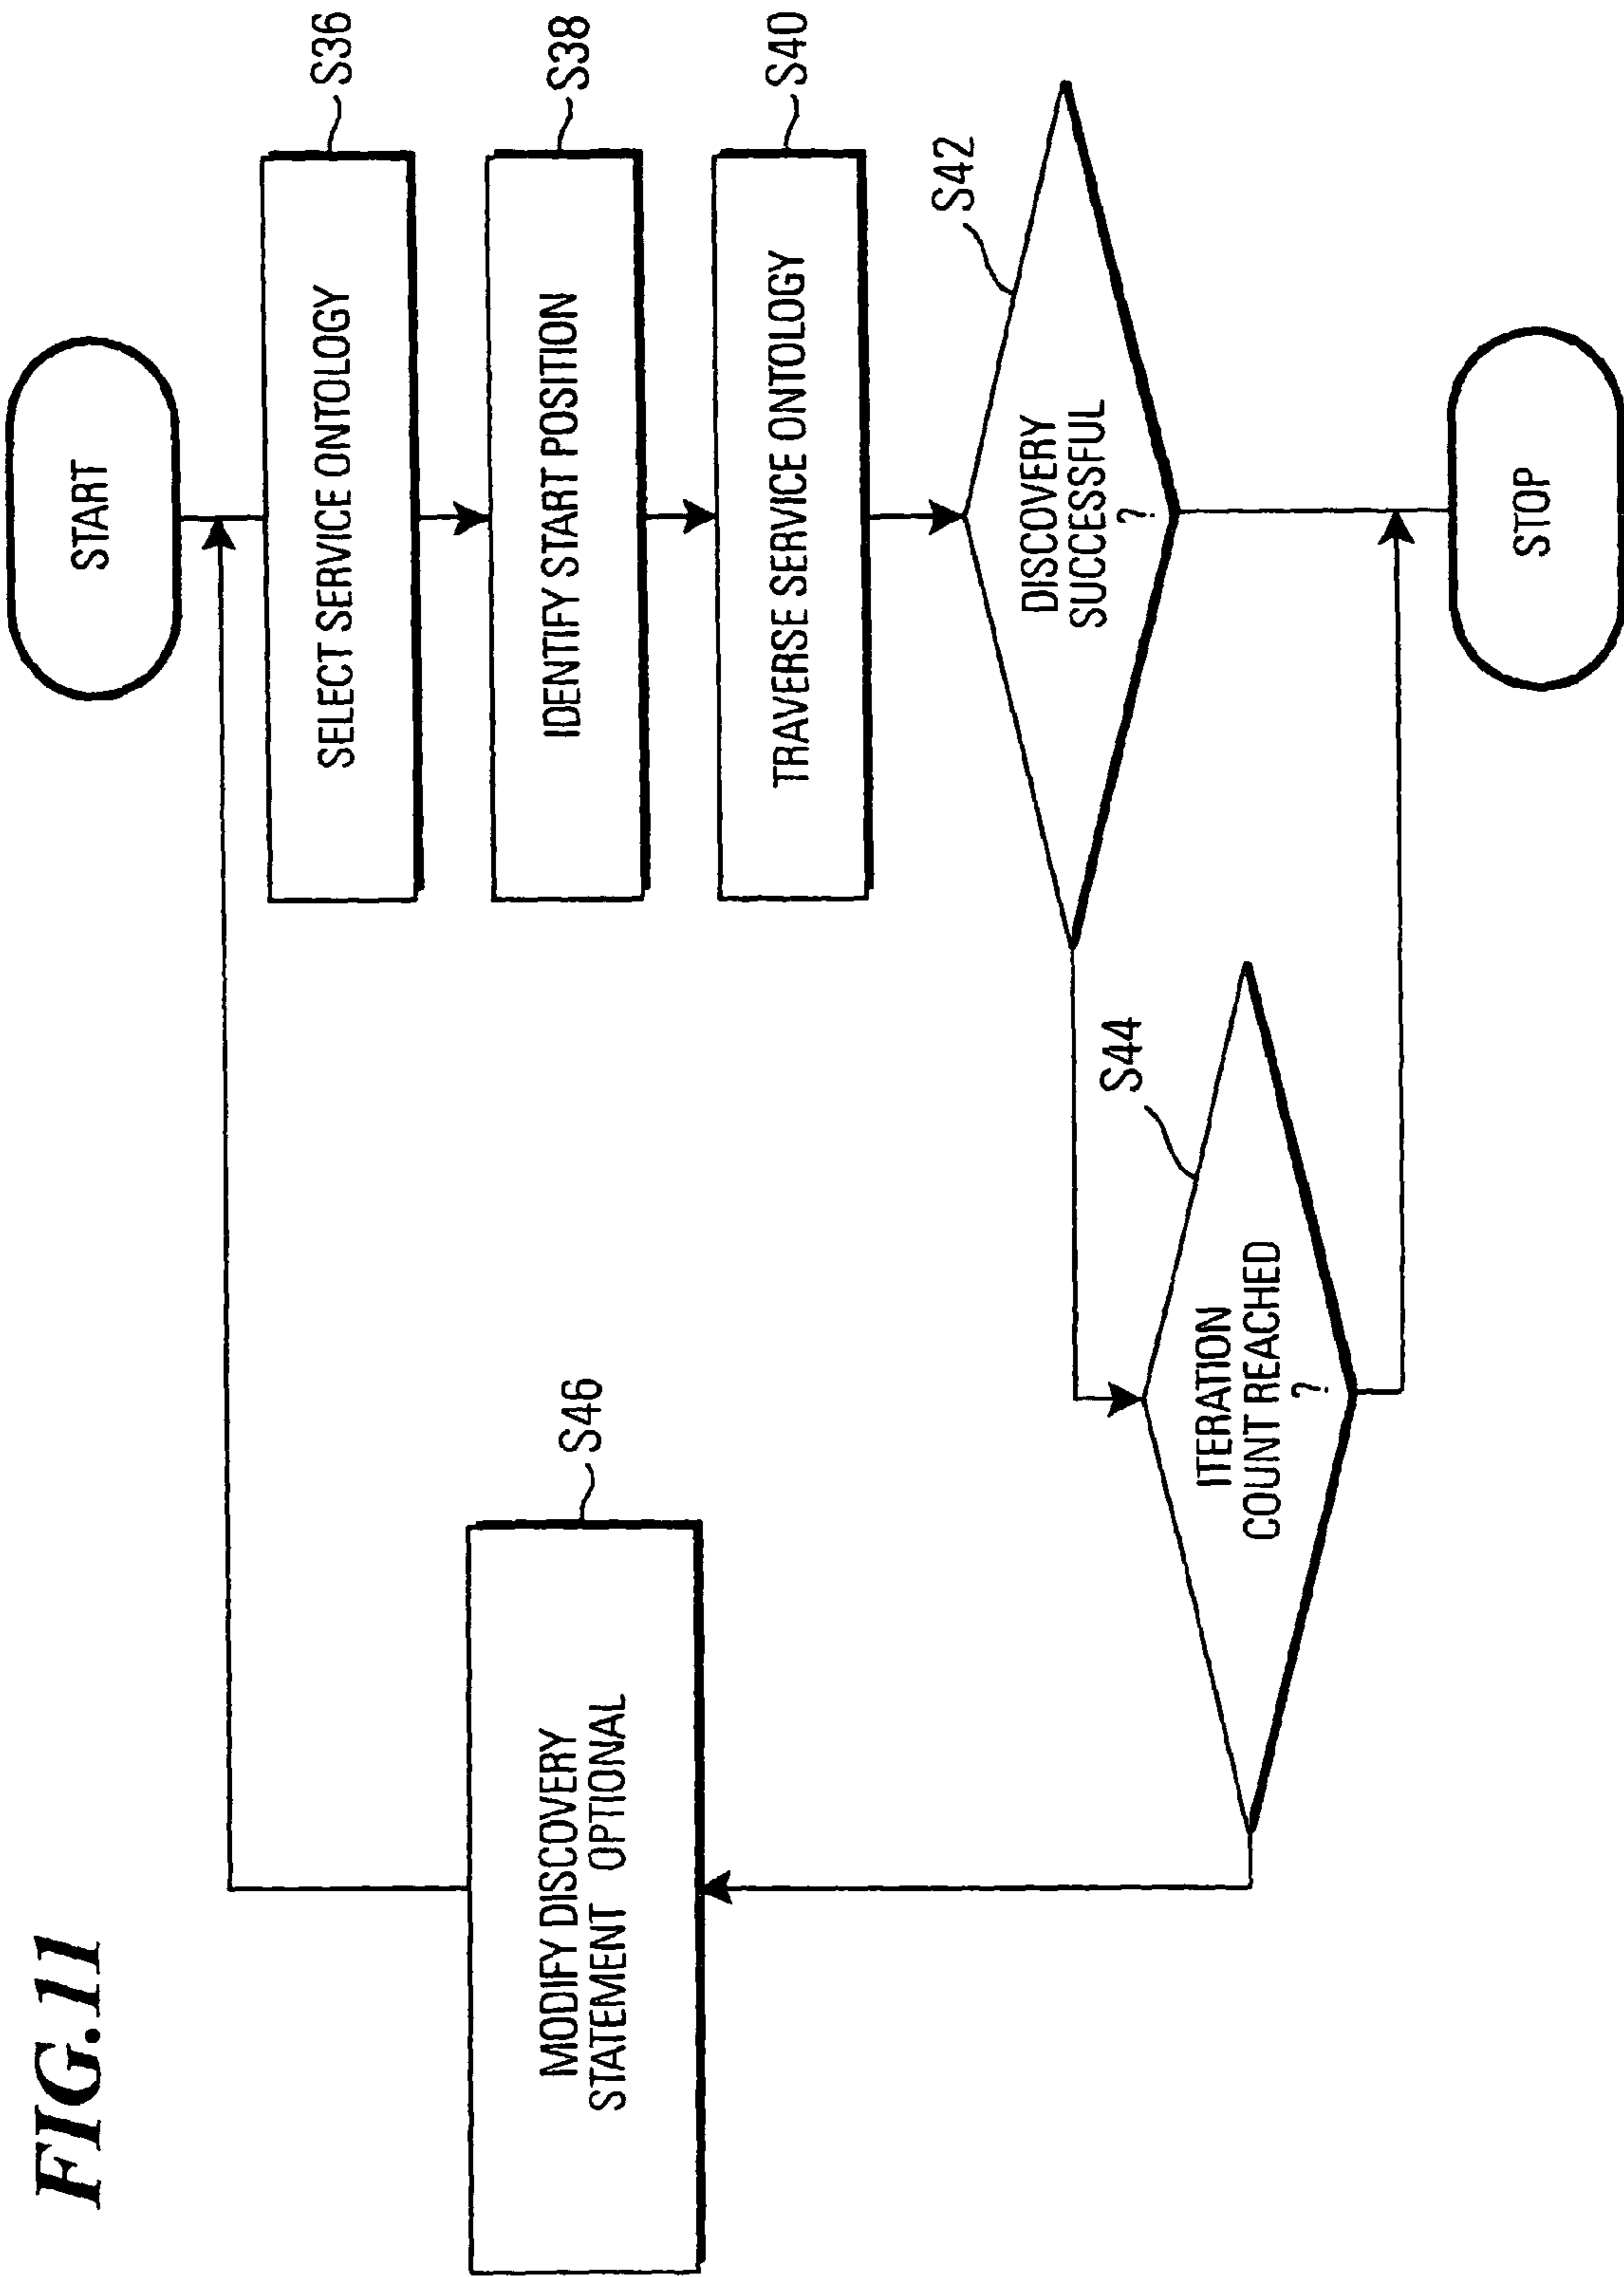 FIG.11
START
SELECT SERVICE ONTOLOGY
S36
IDENTIFY START POSITION
S38
TRAVERSE SERVICE ONTOLOGY
S40
DISCOVERY
SUCCESSFUL
?
S42
ITERATION
COUNT REACHED
?
S44
MODIFY DISCOVERY
STATEMENT OPTIONAL
S46
STOP